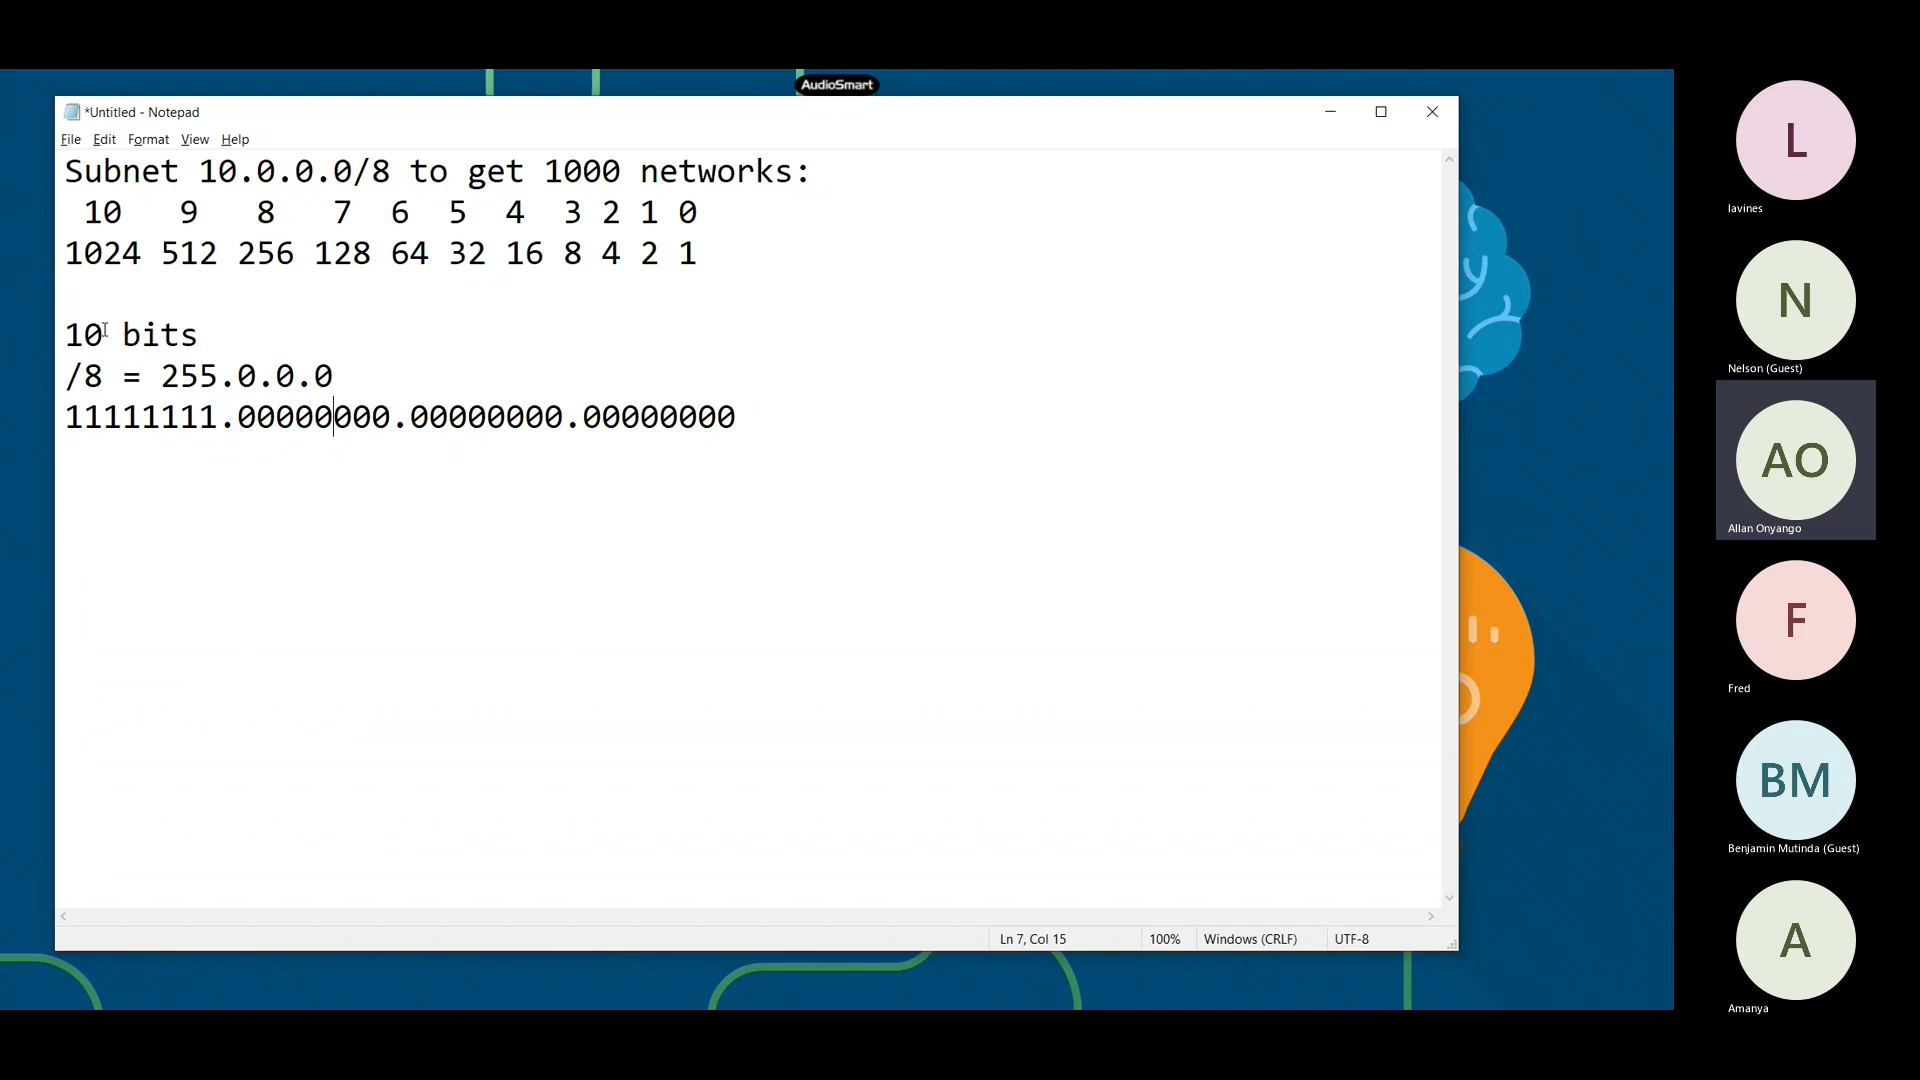 AudioSmart
*Untitled - Notepad
File Edit Format View Help
Subnet 10.0.0.0/8 to get 1000 networks:
10 9 8 7 6 5 4 3 2 1 0
1024 512 256 128 64 32 16 8 4 2 1
10 bits
/8 = 255.0.0.0
11111111.00000000.00000000.00000000
Ln 7, Col 15 100% Windows (CRLF) UTF-8
L
lavines
N
Nelson (Guest)
AO
Allan Onyango
F
Fred
BM
Benjamin Mutinda (Guest)
A
Amanya